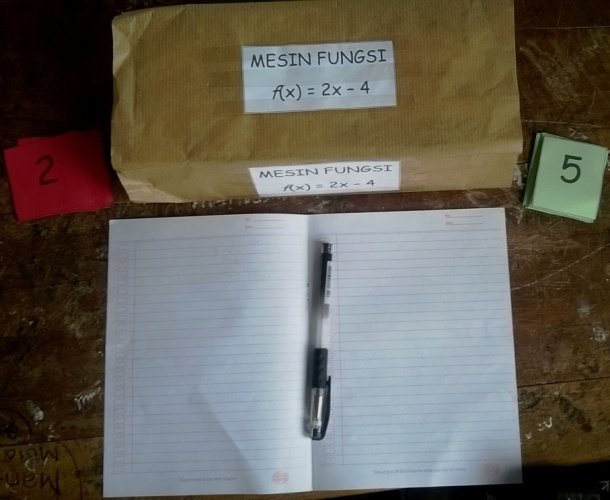 MESIN FUNGSI
f(x) = 2x – 4
MESIN FUNGSI
f(x) = 2x – 4
2
5